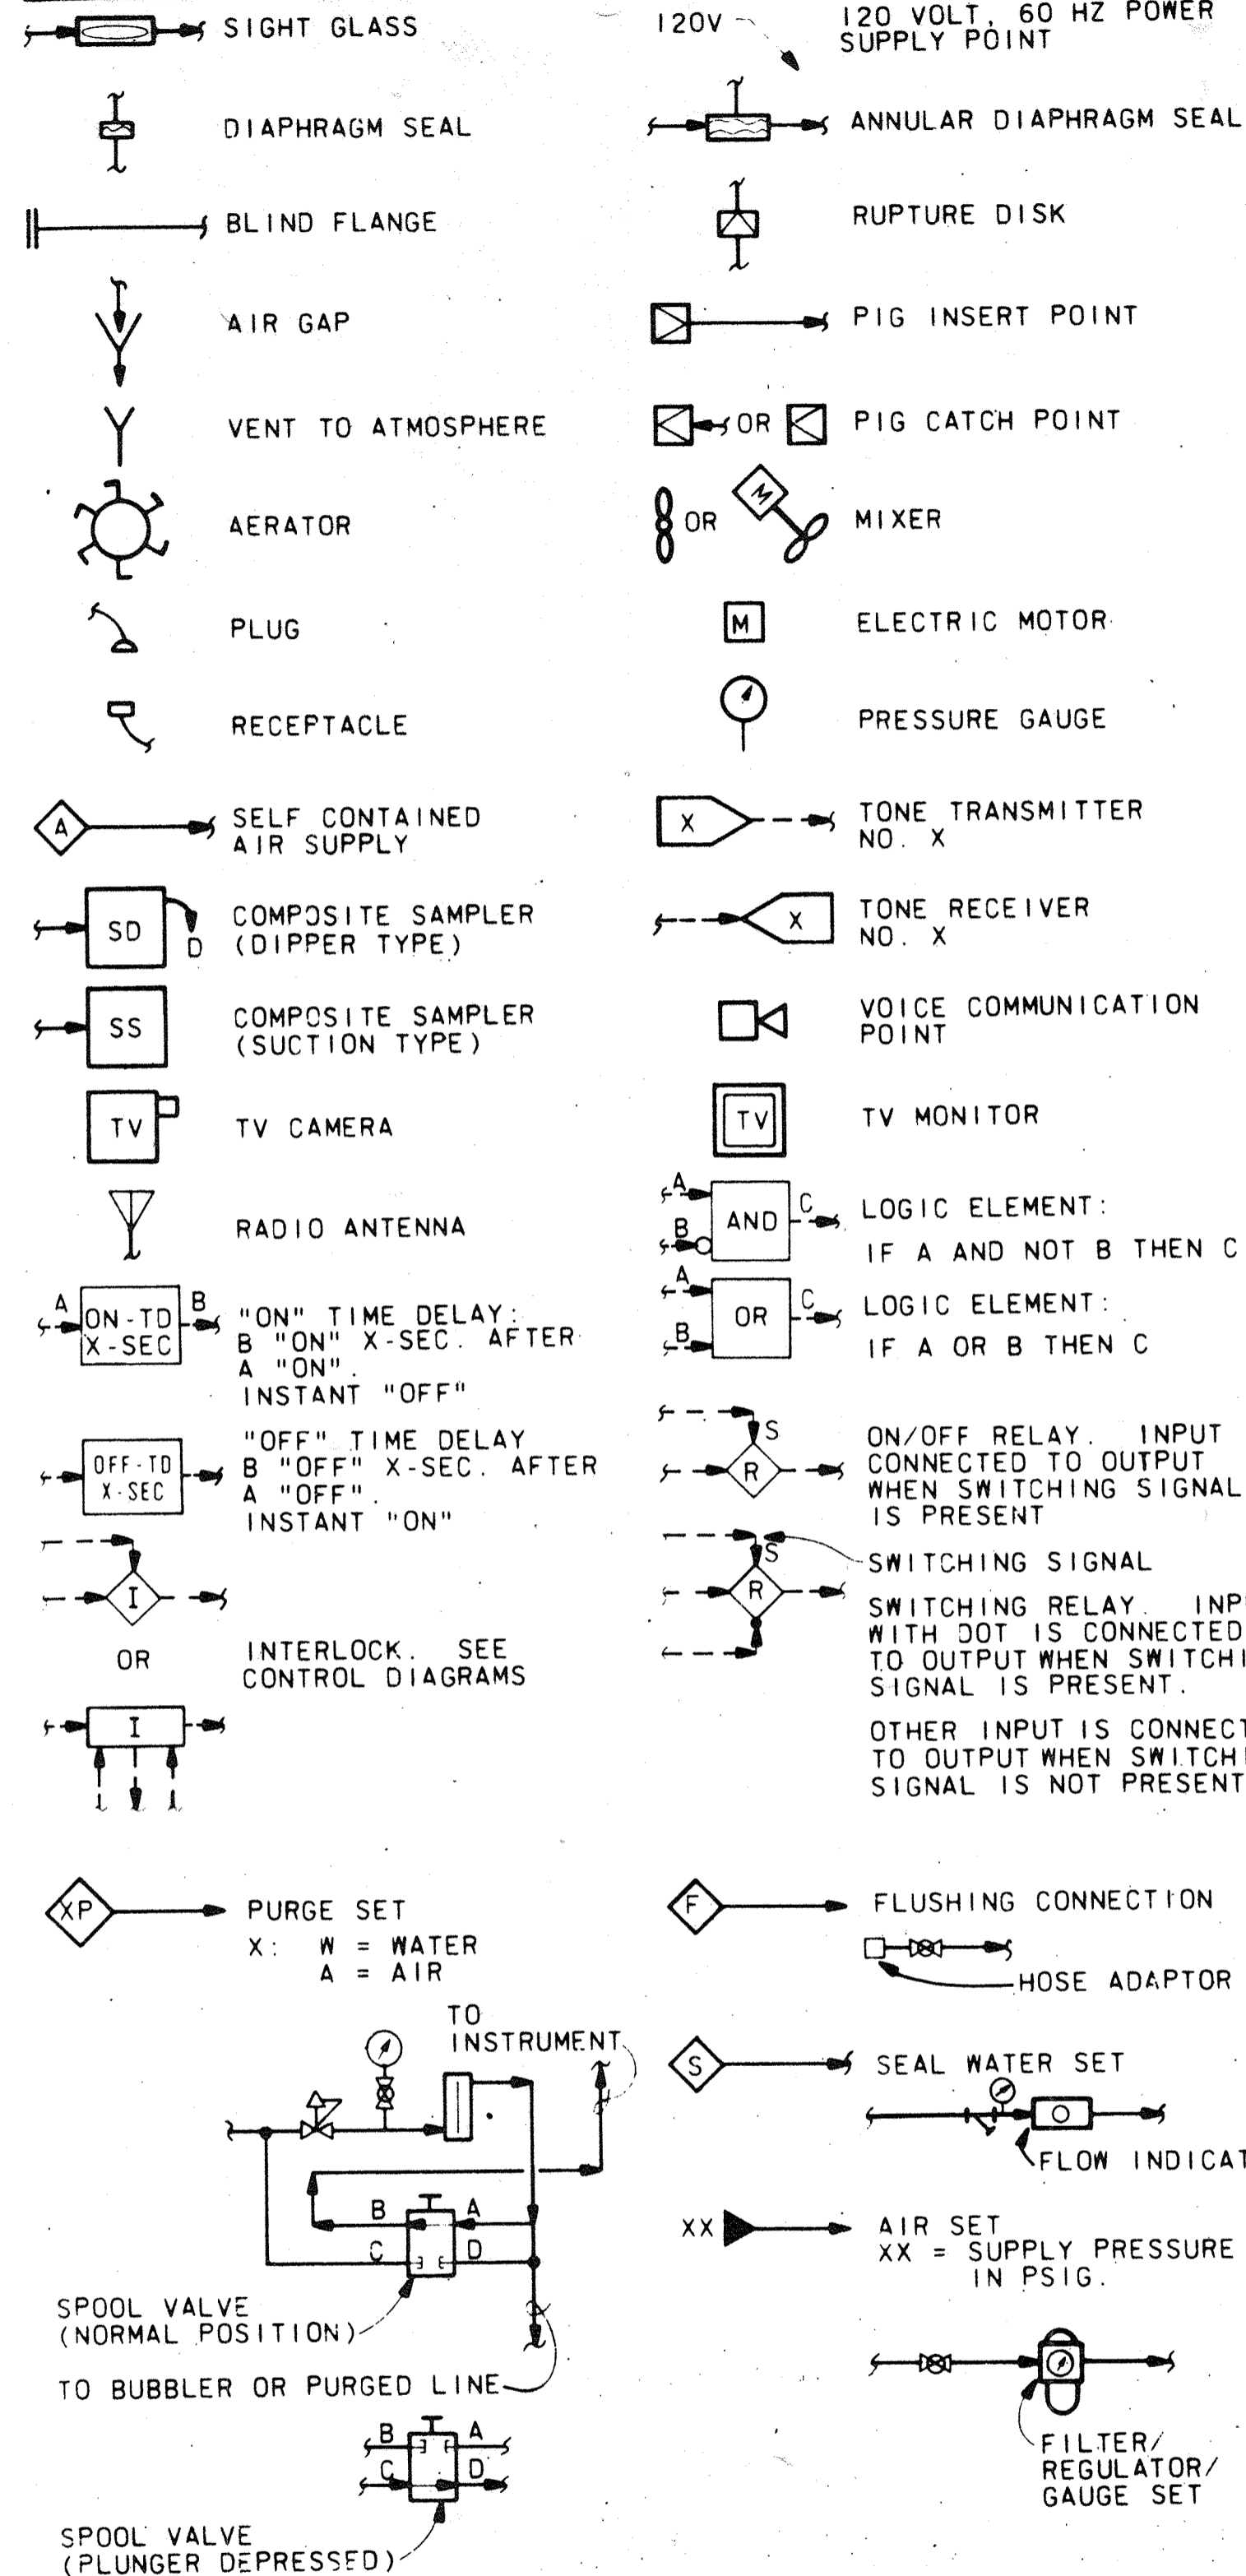 SIGHT GLASS
DIAPHRAGM SEAL
BLIND FLANGE
AIR GAP
VENT TO ATMOSPHERE
AERATOR
PLUG
RECEPTACLE
A
SELF CONTAINED
AIR SUPPLY
SD
D
COMPOSITE SAMPLER
(DIPPER TYPE)
SS
COMPOSITE SAMPLER
(SUCTION TYPE)
TV
TV CAMERA
RADIO ANTENNA
A
ON-TD
X-SEC
B
"ON" TIME DELAY:
B "ON" X-SEC. AFTER
A "ON".
INSTANT "OFF"
OFF-TD
X-SEC
"OFF" TIME DELAY
B "OFF" X-SEC. AFTER
A "OFF".
INSTANT "ON"
I
OR
I
INTERLOCK. SEE
CONTROL DIAGRAMS
XP
PURGE SET
X: W = WATER
A = AIR
TO
INSTRUMENT
B A
C D
SPOOL VALVE
(NORMAL POSITION)
TO BUBBLER OR PURGED LINE
B A
C D
SPOOL VALVE
(PLUNGER DEPRESSED)
120V
120 VOLT, 60 HZ POWER
SUPPLY POINT
ANNULAR DIAPHRAGM SEAL
RUPTURE DISK
PIG INSERT POINT
OR
PIG CATCH POINT
OR
M
MIXER
M
ELECTRIC MOTOR
PRESSURE GAUGE
X
TONE TRANSMITTER
NO. X
X
TONE RECEIVER
NO. X
VOICE COMMUNICATION
POINT
TV
TV MONITOR
A
B
AND
C
LOGIC ELEMENT:
IF A AND NOT B THEN C
A
B
OR
C
LOGIC ELEMENT:
IF A OR B THEN C
S
R
ON/OFF RELAY. INPUT
CONNECTED TO OUTPUT
WHEN SWITCHING SIGNAL
IS PRESENT
S
R
SWITCHING SIGNAL
SWITCHING RELAY. INP
WITH DOT IS CONNECTED
TO OUTPUT WHEN SWITCHI
SIGNAL IS PRESENT.
OTHER INPUT IS CONNECT
TO OUTPUT WHEN SWITCHI
SIGNAL IS NOT PRESENT
F
FLUSHING CONNECTION
HOSE ADAPTOR
S
SEAL WATER SET
FLOW INDICAT
XX
AIR SET
XX = SUPPLY PRESSURE
IN PSIG.
FILTER/
REGULATOR/
GAUGE SET